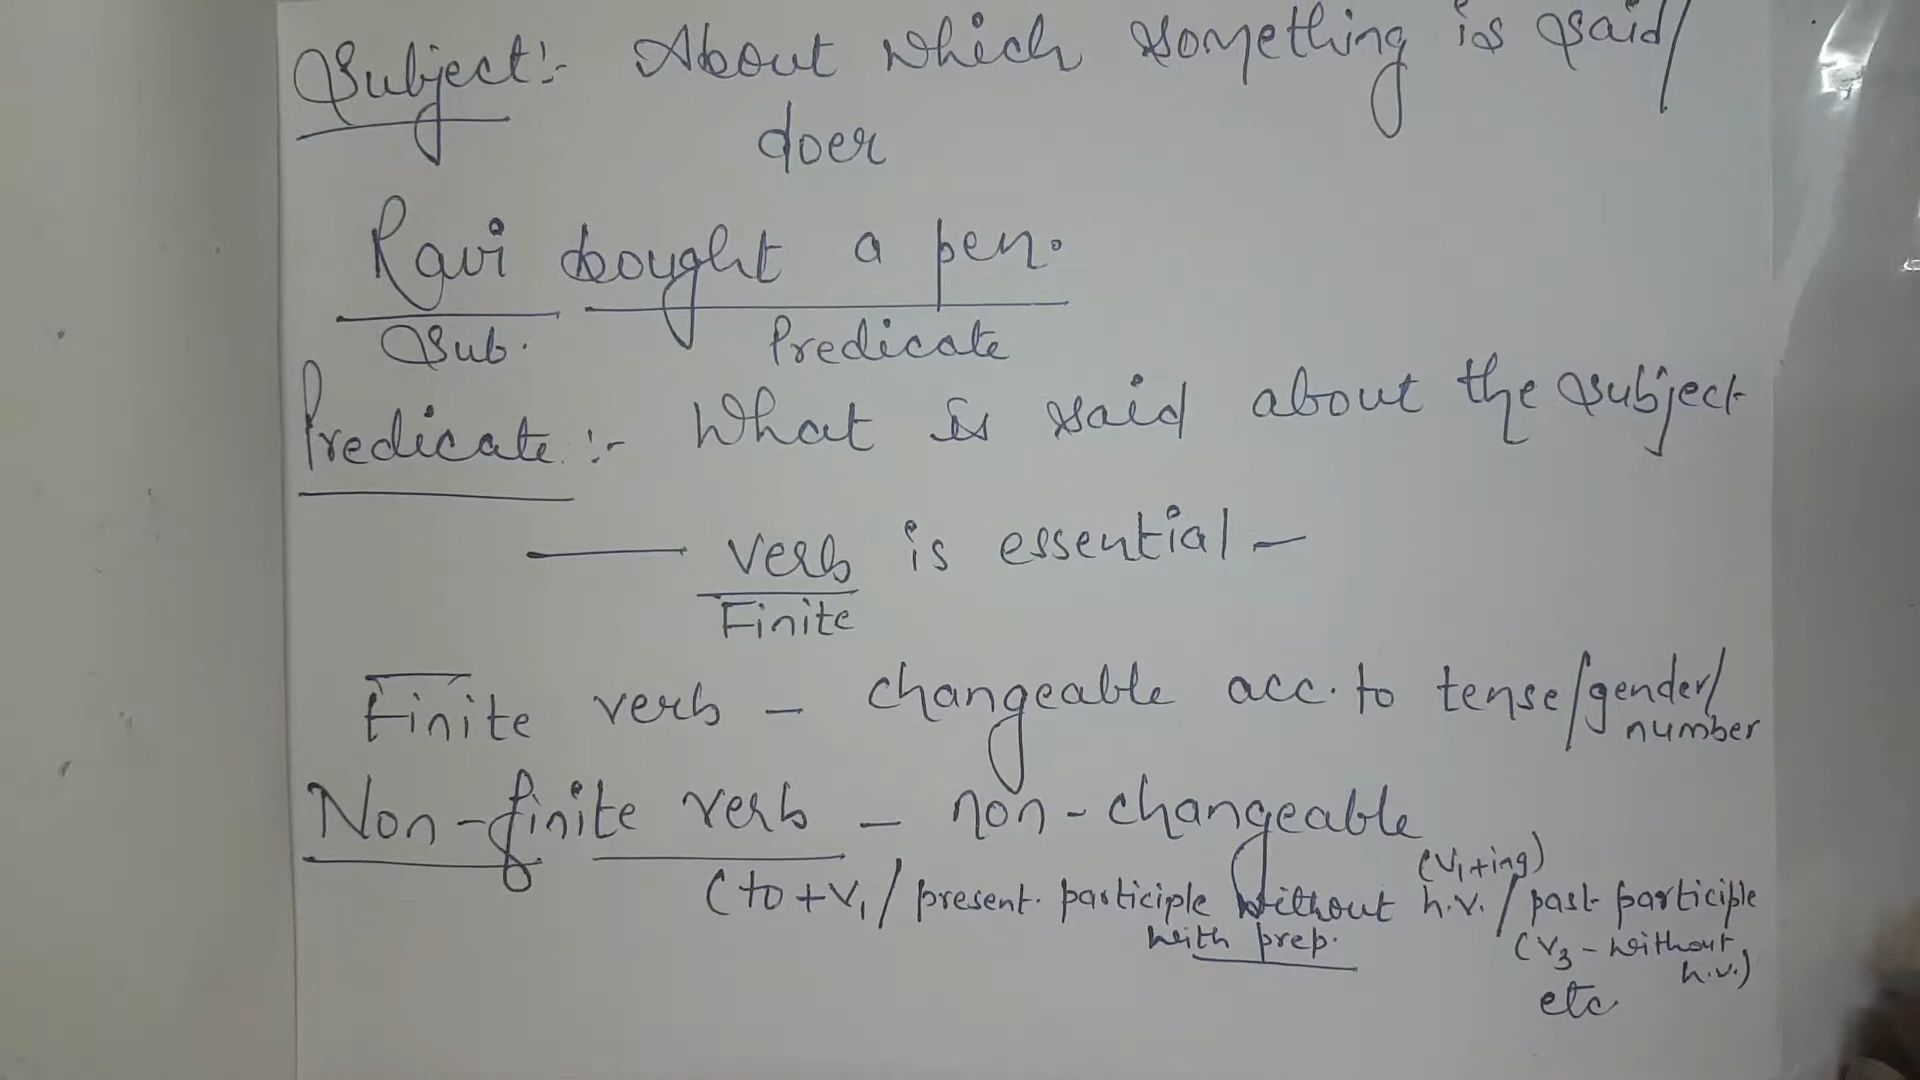 Subject:- About which something is said/
doer
Ravi bought a pen.
Sub. Predicate
Predicate :- What is said about the subject
— verb is essential —
Finite
Finite verb - changeable acc. to tense/gender/
number
Non-finite verb - non-changeable
(V1+ing)
(to+V1/present participle without h.v./past participle
with prep. (V3 - without
h.v.)
etc